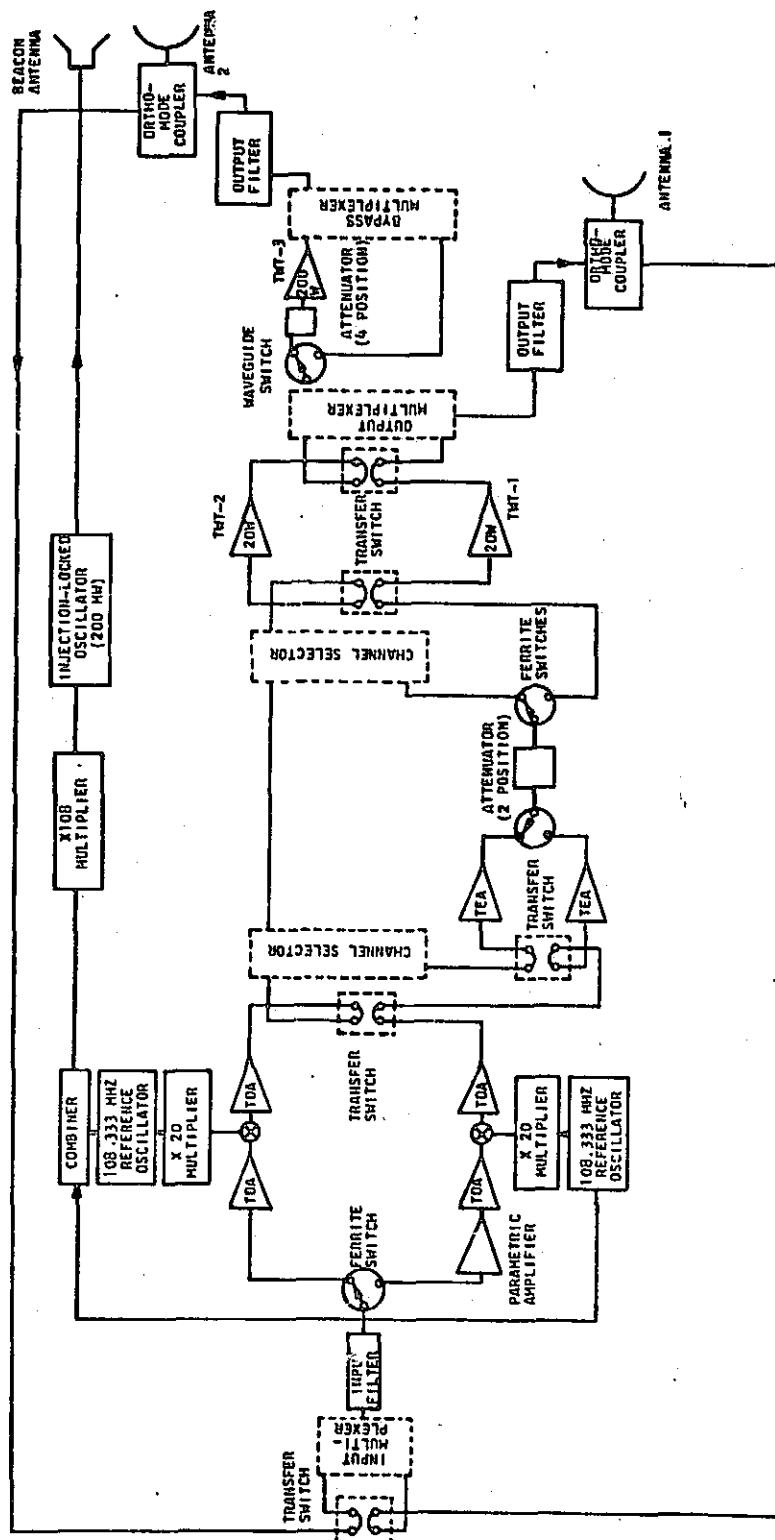 BEACON
ANTENNA
ORTHO-
MODE
COUPLER
ANTENNA
2
OUTPUT
FILTER
BYPASS
MULTIPLEXER
TWT-3
200
W
ATTENUATOR
(4 POSITION)
WAVEGUIDE
SWITCH
OUTPUT
MULTIPLEXER
OUTPUT
FILTER
ORTHO-
MODE
COUPLER
ANTENNA 1
TWT-2
20W
TRANSFER
SWITCH
TWT-1
20W
INJECTION-LOCKED
OSCILLATOR
(200 MW)
CHANNEL SELECTOR
FERRITE
SWITCHES
ATTENUATOR
(2 POSITION)
X108
MULTIPLIER
TEA
TRANSFER
SWITCH
TEA
CHANNEL SELECTOR
TRANSFER
SWITCH
COMBINER
108.333 MHZ
REFERENCE
OSCILLATOR
X 20
MULTIPLIER
TDA
TDA
TDA
TDA
X 20
MULTIPLIER
108.333 MHZ
REFERENCE
OSCILLATOR
FERRITE
SWITCH
PARAMETRIC
AMPLIFIER
INPUT
FILTER
INPUT
MULTI-
PLEXER
TRANSFER
SWITCH